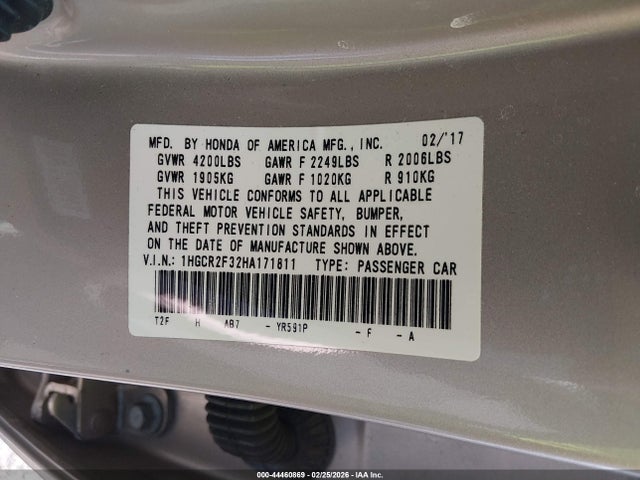 MFD. BY HONDA OF AMERICA MFG., INC. 02/'17
GVWR 4200LBS GAWR F 2249LBS R 2006LBS
GVWR 1905KG GAWR F 1020KG R 910KG
THIS VEHICLE CONFORMS TO ALL APPLICABLE
FEDERAL MOTOR VEHICLE SAFETY, BUMPER,
AND THEFT PREVENTION STANDARDS IN EFFECT
ON THE DATE OF MANUFACTURE SHOWN ABOVE.
V.I.N.: 1HGCR2F32HA171811 TYPE: PASSENGER CAR
T2F H AB7 - YR591P - F - A
000-44460869 - 02/25/2026 - IAA Inc.